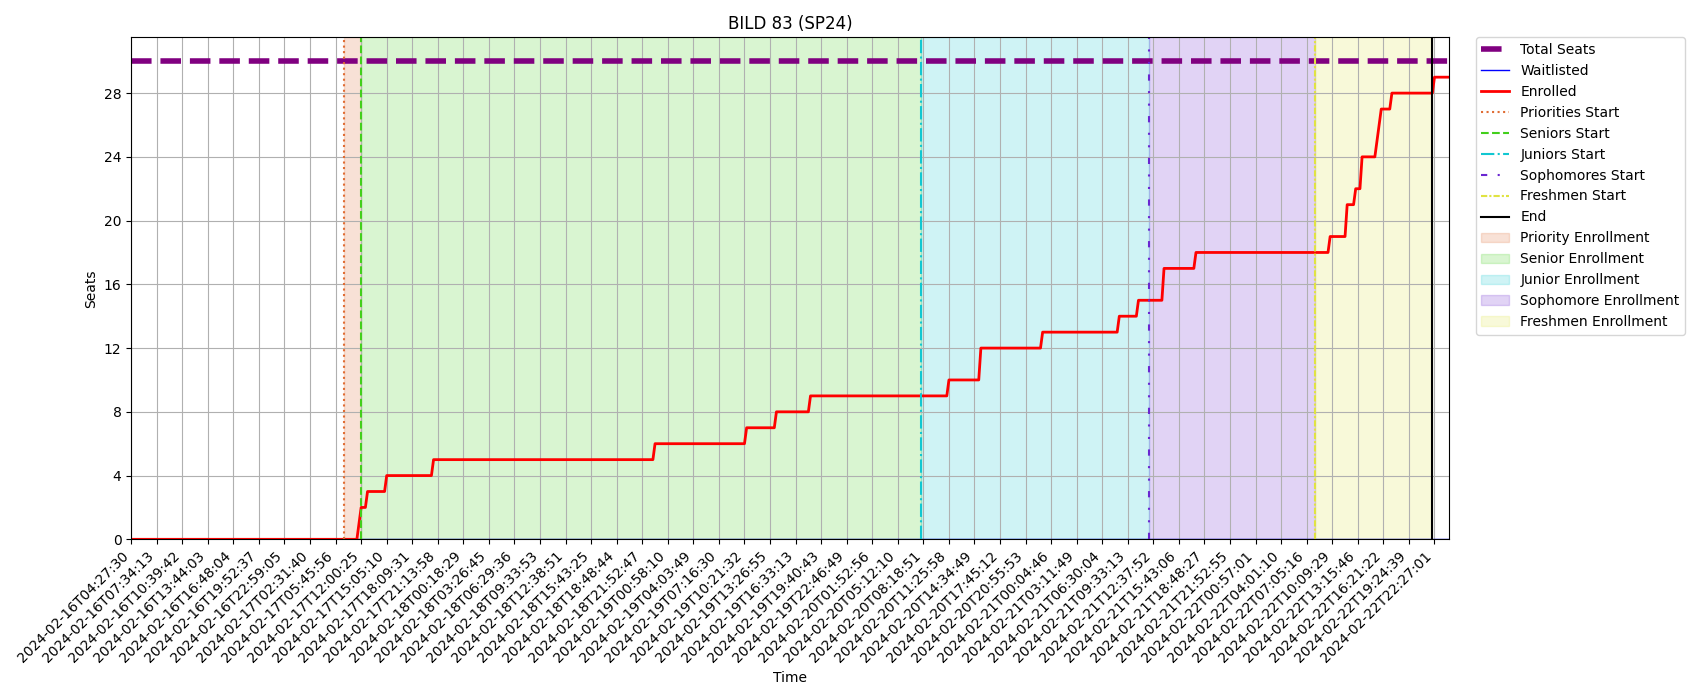 BILD 83 (SP24)
Seats
28
24
20
16
12
8
4
0
2024-02-16T04:27:30
2024-02-16T07:34:13
2024-02-16T10:39:42
2024-02-16T13:44:03
2024-02-16T16:48:04
2024-02-16T19:52:37
2024-02-16T22:59:05
2024-02-17T02:31:40
2024-02-17T05:45:56
2024-02-17T12:00:25
2024-02-17T15:05:10
2024-02-17T18:09:31
2024-02-17T21:13:58
2024-02-18T00:18:29
2024-02-18T03:26:45
2024-02-18T06:29:36
2024-02-18T09:33:53
2024-02-18T12:38:51
2024-02-18T15:43:25
2024-02-18T18:48:44
2024-02-18T21:52:47
2024-02-19T00:58:10
2024-02-19T04:03:49
2024-02-19T07:16:30
2024-02-19T10:21:32
2024-02-19T13:26:55
2024-02-19T16:33:13
2024-02-19T19:40:43
2024-02-19T22:46:49
2024-02-20T01:52:56
2024-02-20T05:12:10
2024-02-20T08:18:51
2024-02-20T11:25:58
2024-02-20T14:34:49
2024-02-20T17:45:12
2024-02-20T20:55:53
2024-02-21T00:04:46
2024-02-21T03:11:49
2024-02-21T06:30:04
2024-02-21T09:33:13
2024-02-21T12:37:52
2024-02-21T15:43:06
2024-02-21T18:48:27
2024-02-21T21:52:55
2024-02-22T00:57:01
2024-02-22T04:01:10
2024-02-22T07:05:16
2024-02-22T10:09:29
2024-02-22T13:15:46
2024-02-22T16:21:22
2024-02-22T19:24:39
2024-02-22T22:27:01
Time
Total Seats
Waitlisted
Enrolled
Priorities Start
Seniors Start
Juniors Start
Sophomores Start
Freshmen Start
End
Priority Enrollment
Senior Enrollment
Junior Enrollment
Sophomore Enrollment
Freshmen Enrollment